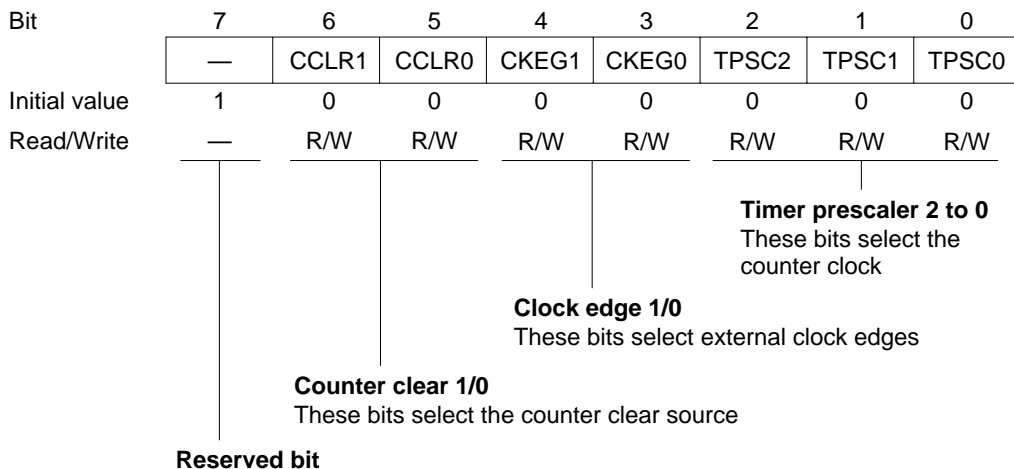 Bit 7 6 5 4 3 2 1 0
— CCLR1 CCLR0 CKEG1 CKEG0 TPSC2 TPSC1 TPSC0
Initial value 1 0 0 0 0 0 0 0
Read/Write — R/W R/W R/W R/W R/W R/W R/W
Timer prescaler 2 to 0
These bits select the
counter clock
Clock edge 1/0
These bits select external clock edges
Counter clear 1/0
These bits select the counter clear source
Reserved bit